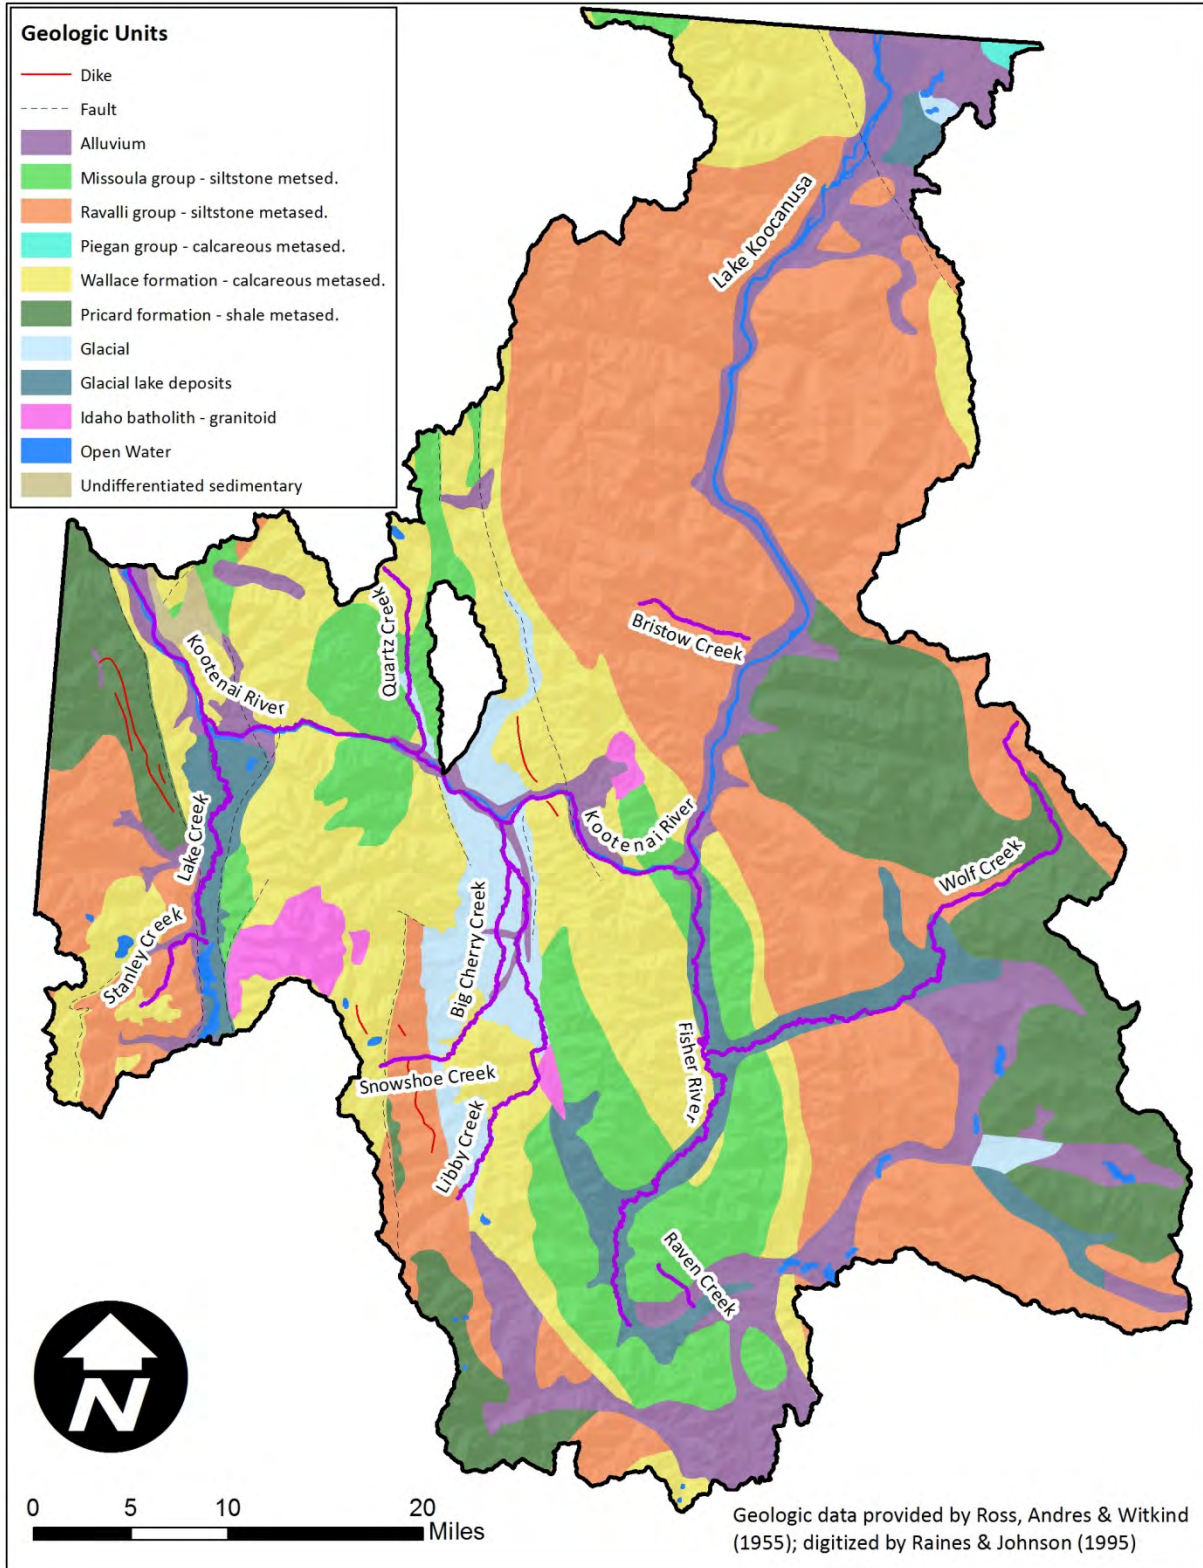 Geologic Units
Dike
Fault
Alluvium
Missoula group - siltstone metsed.
Ravalli group - siltstone metased.
Piegan group - calcareous metased.
Wallace formation - calcareous metased.
Pricard formation - shale metased.
Glacial
Glacial lake deposits
Idaho batholith - granitoid
Open Water
Undifferentiated sedimentary
Lake Koocanusa
Quartz Creek
Bristow Creek
Kootenai River
Kootenai River
Lake Creek
Wolf Creek
Stanley Creek
Big Cherry Creek
Snowshoe Creek
Fisher River
Libby Creek
Raven Creek
N
0 5 10 20
Miles
Geologic data provided by Ross, Andres & Witkind
(1955); digitized by Raines & Johnson (1995)